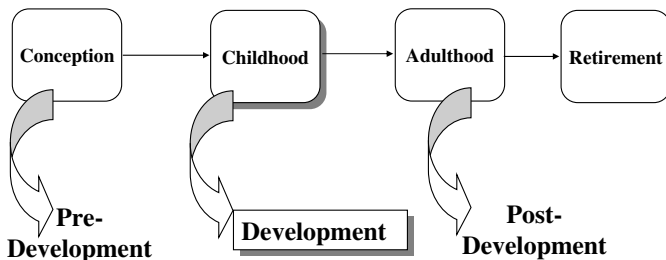 Conception
Childhood
Adulthood
Retirement
Pre-
Development
Development
Post-
Development